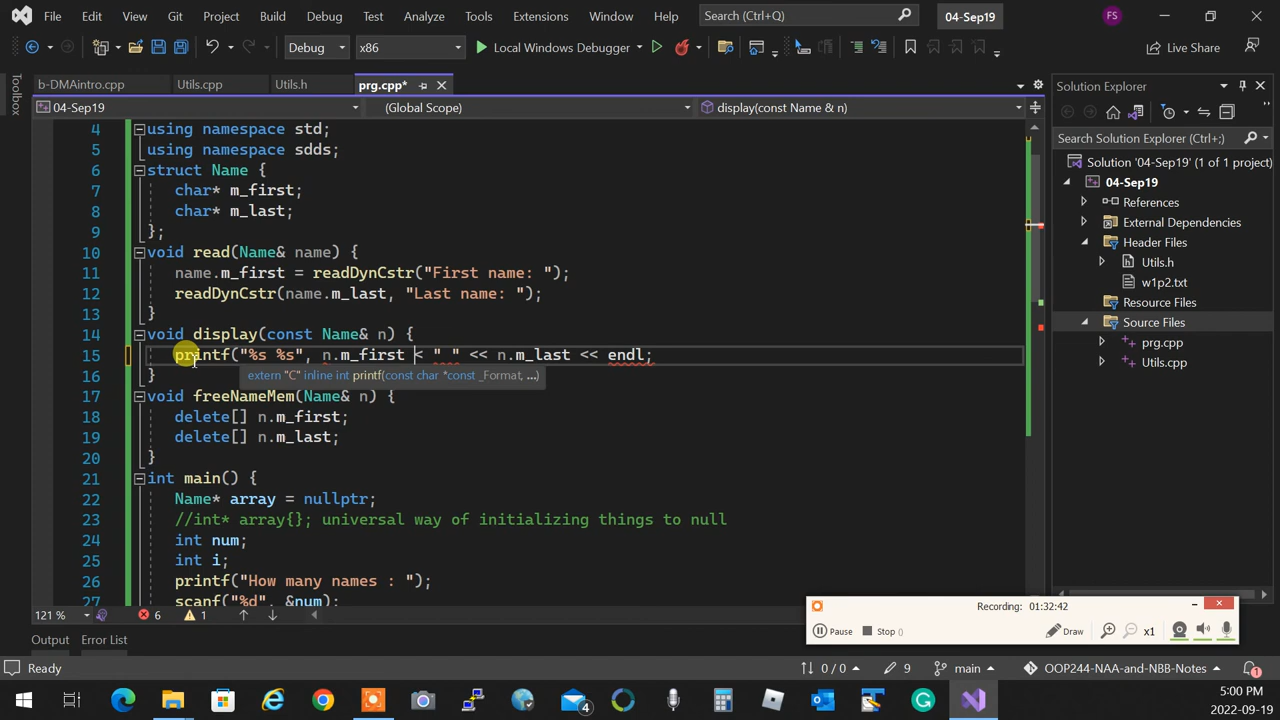 File Edit View Git Project Build Debug Test Analyze Tools Extensions Window Help Search (Ctrl+Q) 04-Sep19 FS
Debug x86 Local Windows Debugger Live Share
b-DMAintro.cpp Utils.cpp Utils.h prg.cpp* Solution Explorer
Toolbox
04-Sep19 (Global Scope) display(const Name & n)
Search Solution Explorer (Ctrl+;)
Solution '04-Sep19' (1 of 1 project)
04-Sep19
References
External Dependencies
Header Files
Utils.h
w1p2.txt
Resource Files
Source Files
prg.cpp
Utils.cpp
4 using namespace std;
5 using namespace sdds;
6 struct Name {
7 char* m_first;
8 char* m_last;
9 };
10 void read(Name& name) {
11 name.m_first = readDynCstr("First name: ");
12 readDynCstr(name.m_last, "Last name: ");
13 }
14 void display(const Name& n) {
15 printf("%s %s", n.m_first < " " << n.m_last << endl;
extern "C" inline int printf(const char *const _Format, ...)
16 }
17 void freeNameMem(Name& n) {
18 delete[] n.m_first;
19 delete[] n.m_last;
20 }
21 int main() {
22 Name* array = nullptr;
23 //int* array{}; universal way of initializing things to null
24 int num;
25 int i;
26 printf("How many names : ");
27 scanf("%d", &num);
121 % 6 1
Recording: 01:32:42
Pause Stop () Draw x1
Output Error List
Ready 0 / 0 9 main OOP244-NAA-and-NBB-Notes 1
4
5:00 PM
2022-09-19